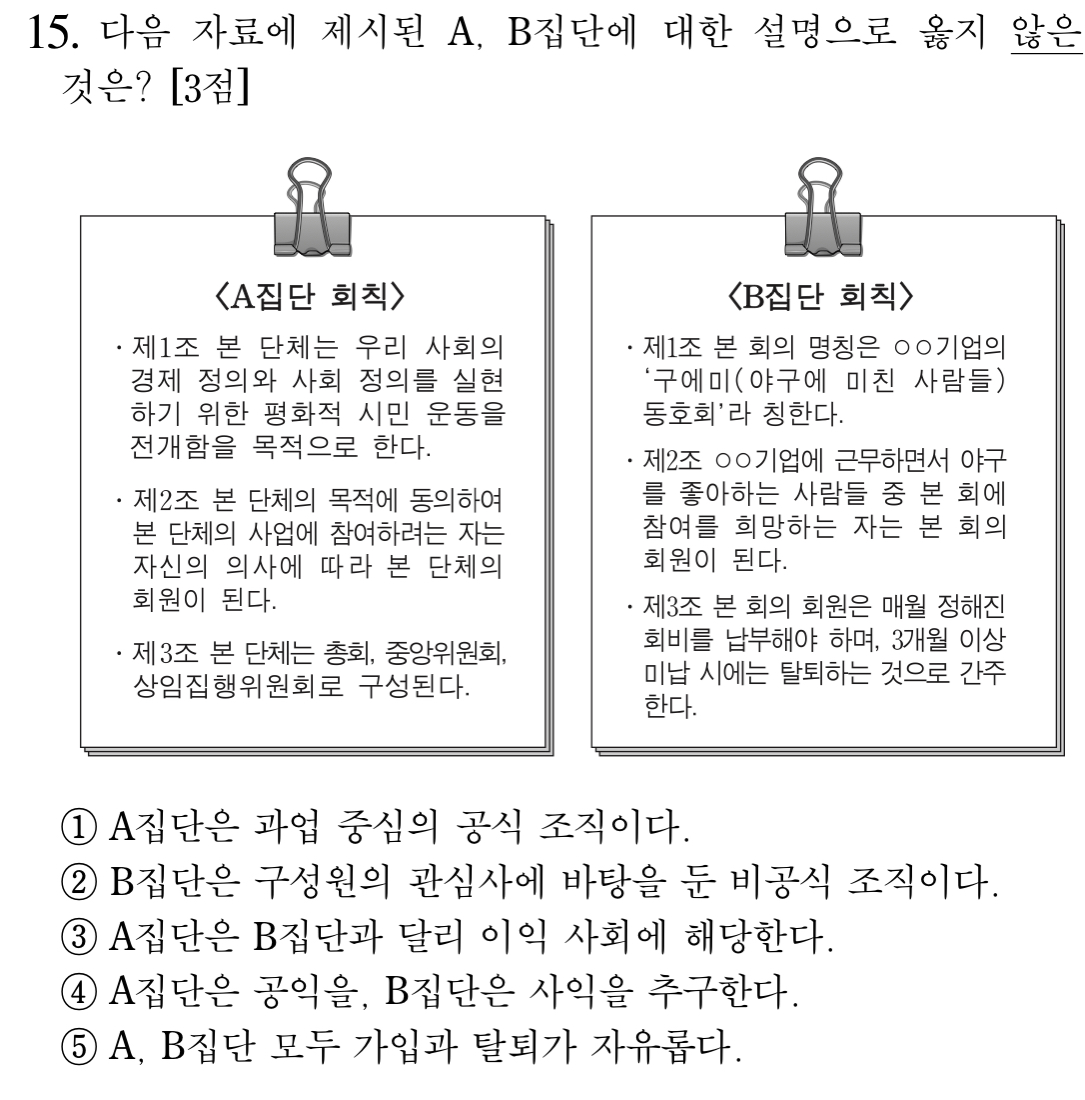 15. 다음 자료에 제시된 A, B집단에 대한 설명으로 옳지 않은
것은? [3점]
〈A집단 회칙〉
· 제1조 본 단체는 우리 사회의
경제 정의와 사회 정의를 실현
하기 위한 평화적 시민 운동을
전개함을 목적으로 한다.
· 제2조 본 단체의 목적에 동의하여
본 단체의 사업에 참여하려는 자는
자신의 의사에 따라 본 단체의
회원이 된다.
· 제3조 본 단체는 총회, 중앙위원회,
상임집행위원회로 구성된다.
〈B집단 회칙〉
· 제1조 본 회의 명칭은 ○○기업의
‘구에미(야구에 미친 사람들)
동호회’라 칭한다.
· 제2조 ○○기업에 근무하면서 야구
를 좋아하는 사람들 중 본 회에
참여를 희망하는 자는 본 회의
회원이 된다.
· 제3조 본 회의 회원은 매월 정해진
회비를 납부해야 하며, 3개월 이상
미납 시에는 탈퇴하는 것으로 간주
한다.
① A집단은 과업 중심의 공식 조직이다.
② B집단은 구성원의 관심사에 바탕을 둔 비공식 조직이다.
③ A집단은 B집단과 달리 이익 사회에 해당한다.
④ A집단은 공익을, B집단은 사익을 추구한다.
⑤ A, B집단 모두 가입과 탈퇴가 자유롭다.